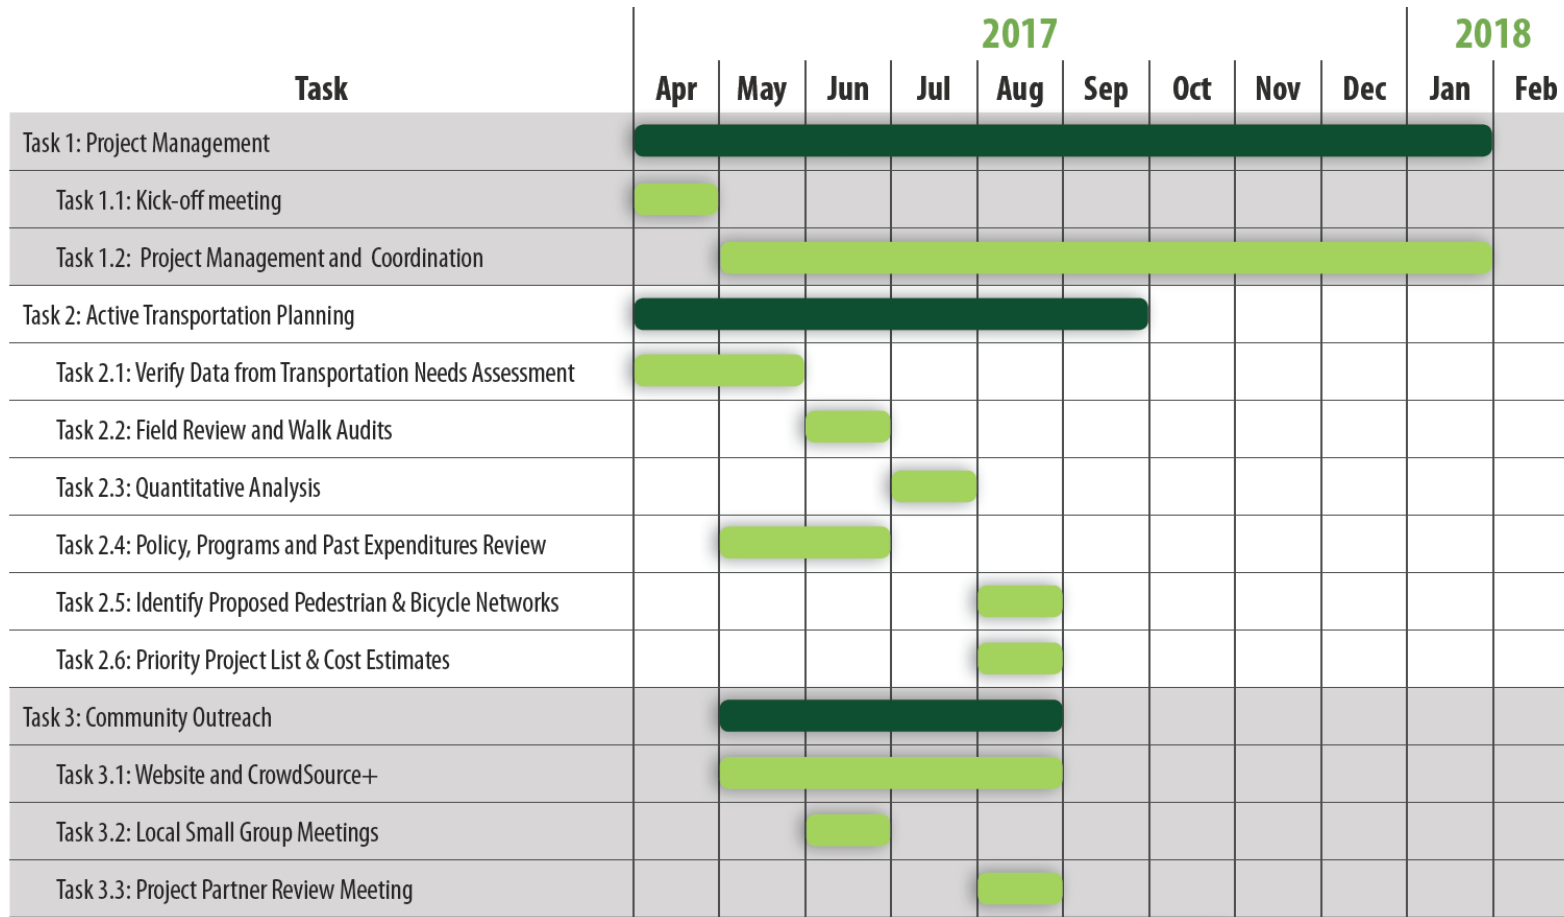 2017 2018
Task Apr May Jun Jul Aug Sep Oct Nov Dec Jan Feb
Task 1: Project Management
Task 1.1: Kick-off meeting
Task 1.2: Project Management and Coordination
Task 2: Active Transportation Planning
Task 2.1: Verify Data from Transportation Needs Assessment
Task 2.2: Field Review and Walk Audits
Task 2.3: Quantitative Analysis
Task 2.4: Policy, Programs and Past Expenditures Review
Task 2.5: Identify Proposed Pedestrian & Bicycle Networks
Task 2.6: Priority Project List & Cost Estimates
Task 3: Community Outreach
Task 3.1: Website and CrowdSource+
Task 3.2: Local Small Group Meetings
Task 3.3: Project Partner Review Meeting